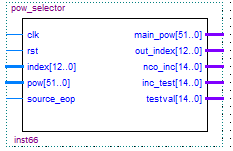 pow_selector
clk main_pow[51..0]
rst out_index[12..0]
index[12..0] nco_inc[14..0]
pow[51..0] inc_test[14..0]
source_eop testval[14..0]
inst66